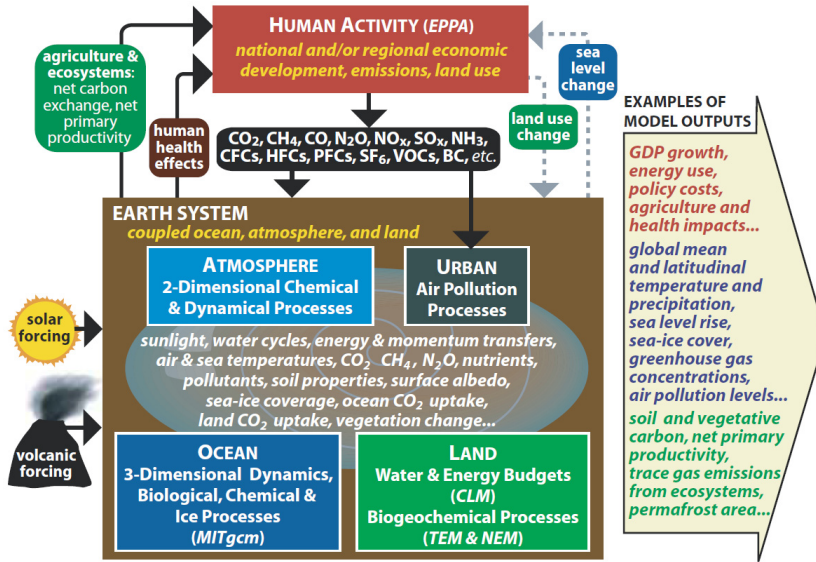 HUMAN ACTIVITY (EPPA)
national and/or regional economic
development, emissions, land use
agriculture &
ecosystems:
net carbon
exchange, net
primary
productivity
human
health
effects
sea
level
change
land use
change
CO₂, CH₄, CO, N₂O, NOₓ, SOₓ, NH₃,
CFCs, HFCs, PFCs, SF₆, VOCs, BC, etc.
EARTH SYSTEM
coupled ocean, atmosphere, and land
ATMOSPHERE
2-Dimensional Chemical
& Dynamical Processes
URBAN
Air Pollution
Processes
solar
forcing
volcanic
forcing
sunlight, water cycles, energy & momentum transfers,
air & sea temperatures, CO₂ CH₄, N₂O, nutrients,
pollutants, soil properties, surface albedo,
sea-ice coverage, ocean CO₂ uptake,
land CO₂ uptake, vegetation change...
OCEAN
3-Dimensional Dynamics,
Biological, Chemical &
Ice Processes
(MITgcm)
LAND
Water & Energy Budgets
(CLM)
Biogeochemical Processes
(TEM & NEM)
EXAMPLES OF
MODEL OUTPUTS
GDP growth,
energy use,
policy costs,
agriculture and
health impacts...
global mean
and latitudinal
temperature and
precipitation,
sea level rise,
sea-ice cover,
greenhouse gas
concentrations,
air pollution levels...
soil and vegetative
carbon, net primary
productivity,
trace gas emissions
from ecosystems,
permafrost area...